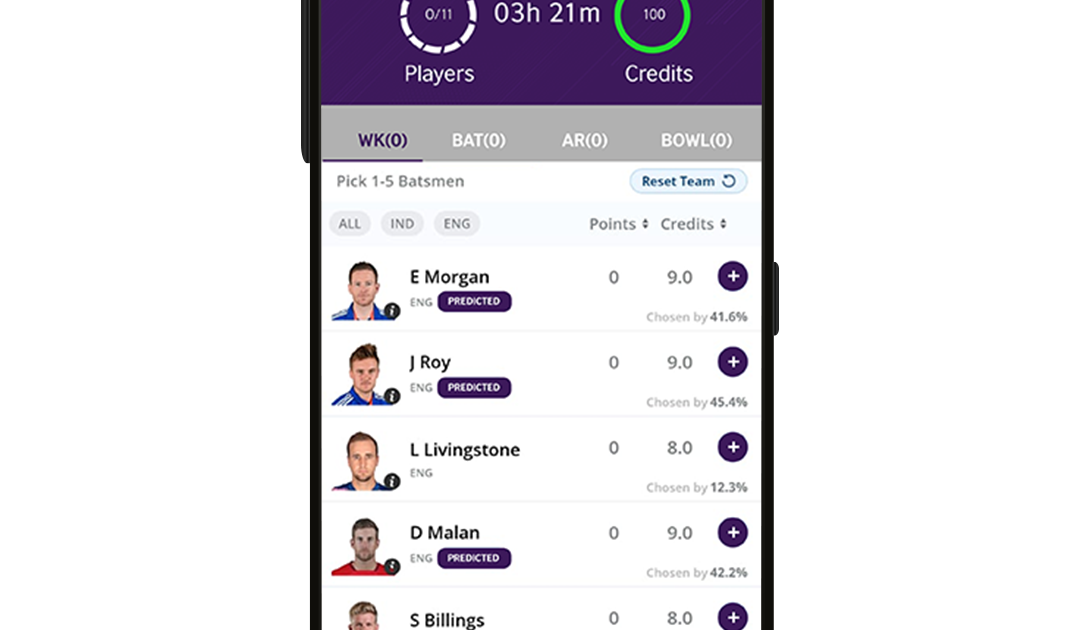 0/11 03h 21m 100
Players Credits
WK(0) BAT(0) AR(0) BOWL(0)
Pick 1-5 Batsmen Reset Team
ALL IND ENG Points Credits
E Morgan 0 9.0 +
ENG PREDICTED
Chosen by 41.6%
J Roy 0 9.0 +
ENG PREDICTED
Chosen by 45.4%
L Livingstone 0 8.0 +
ENG
Chosen by 12.3%
D Malan 0 9.0 +
ENG PREDICTED
Chosen by 42.2%
S Billings 0 8.0 +